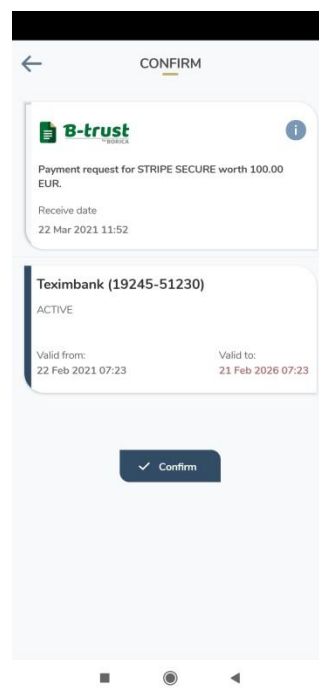 CONFIRM
B-trust
by BORICA
Payment request for STRIPE SECURE worth 100.00
EUR.
Receive date
22 Mar 2021 11:52
Teximbank (19245-51230)
ACTIVE
Valid from:
22 Feb 2021 07:23
Valid to:
21 Feb 2026 07:23
Confirm